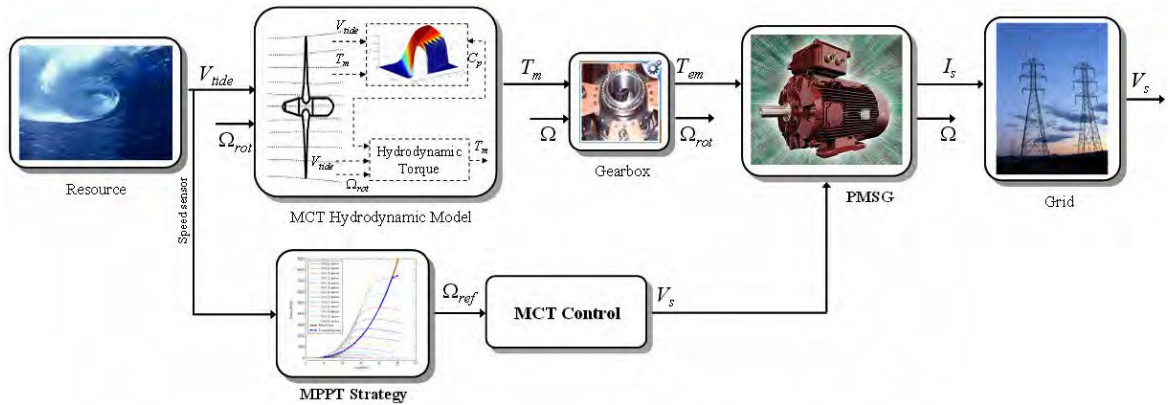 V_tide
Ω_rot
Resource
Speed sensor
V_tide
T_m
C_p
V_tide
Ω_rot
Hydrodynamic
Torque
T_m
MCT Hydrodynamic Model
T_m
Ω
Gearbox
T_em
Ω_rot
PMSG
I_s
Ω
Grid
V_s
MPPT Strategy
Ω_ref
MCT Control
V_s